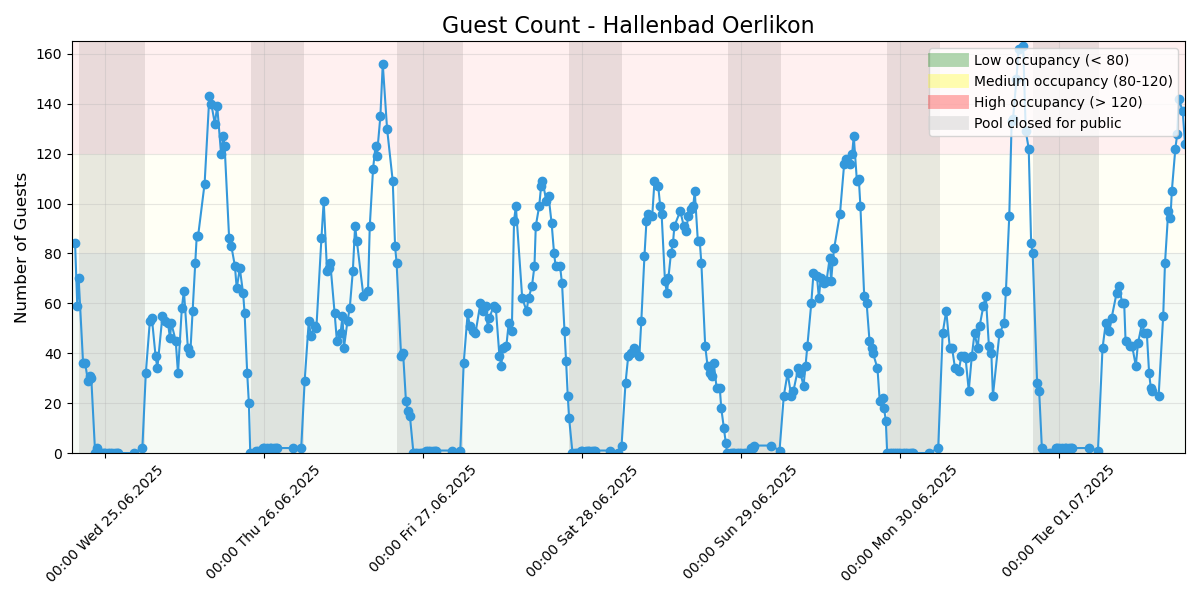 Guest Count - Hallenbad Oerlikon
Number of Guests
160
140
120
100
80
60
40
20
0
Low occupancy (< 80)
Medium occupancy (80-120)
High occupancy (> 120)
Pool closed for public
00:00 Wed 25.06.2025
00:00 Thu 26.06.2025
00:00 Fri 27.06.2025
00:00 Sat 28.06.2025
00:00 Sun 29.06.2025
00:00 Mon 30.06.2025
00:00 Tue 01.07.2025